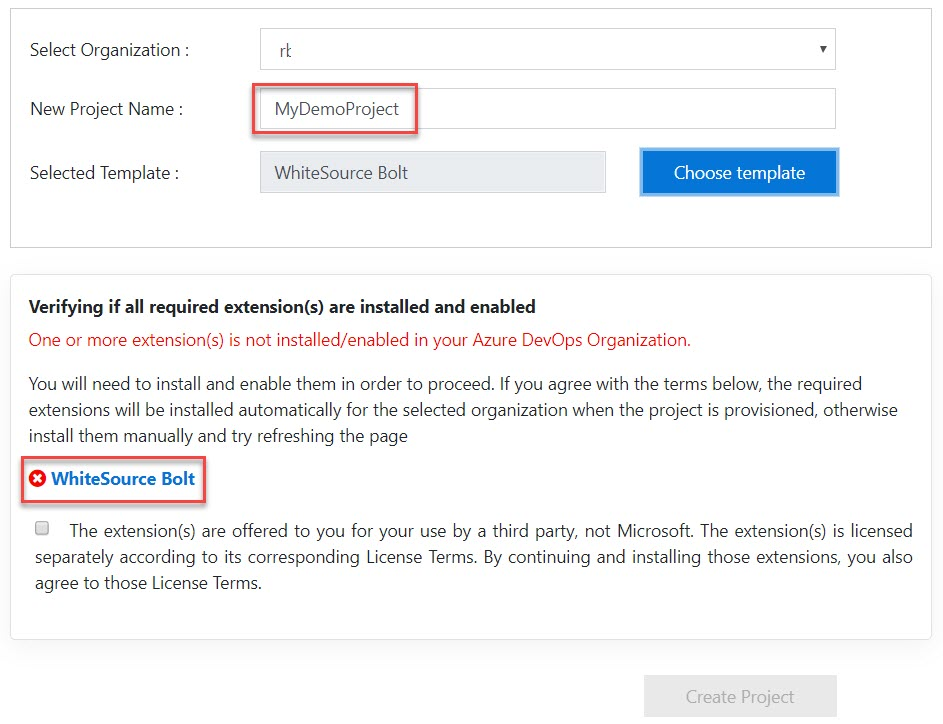 Select Organization :
New Project Name : MyDemoProject
Selected Template : WhiteSource Bolt Choose template
Verifying if all required extension(s) are installed and enabled
One or more extension(s) is not installed/enabled in your Azure DevOps Organization.
You will need to install and enable them in order to proceed. If you agree with the terms below, the required
extensions will be installed automatically for the selected organization when the project is provisioned, otherwise
install them manually and try refreshing the page
WhiteSource Bolt
The extension(s) are offered to you for your use by a third party, not Microsoft. The extension(s) is licensed
separately according to its corresponding License Terms. By continuing and installing those extensions, you also
agree to those License Terms.
Create Project